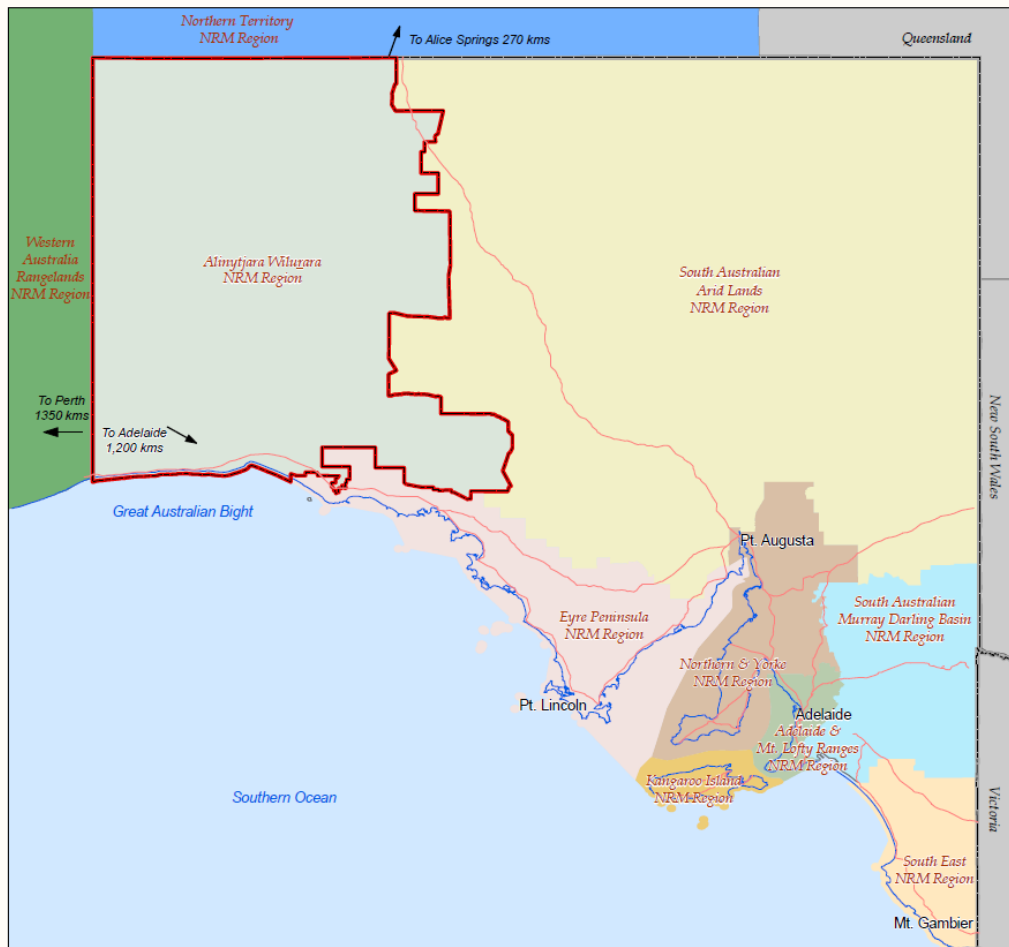 Northern Territory
NRM Region
To Alice Springs 270 kms
Queensland
Western
Australia
Rangelands
NRM Region
Alinytjara Wilurara
NRM Region
South Australian
Arid Lands
NRM Region
To Perth
1350 kms
To Adelaide
1,200 kms
New South Wales
Great Australian Bight
Pt. Augusta
South Australian
Murray Darling Basin
NRM Region
Eyre Peninsula
NRM Region
Northern & Yorke
NRM Region
Pt. Lincoln
Adelaide
Adelaide &
Mt. Lofty Ranges
NRM Region
Kangaroo Island
NRM Region
Southern Ocean
Victoria
South East
NRM Region
Mt. Gambier